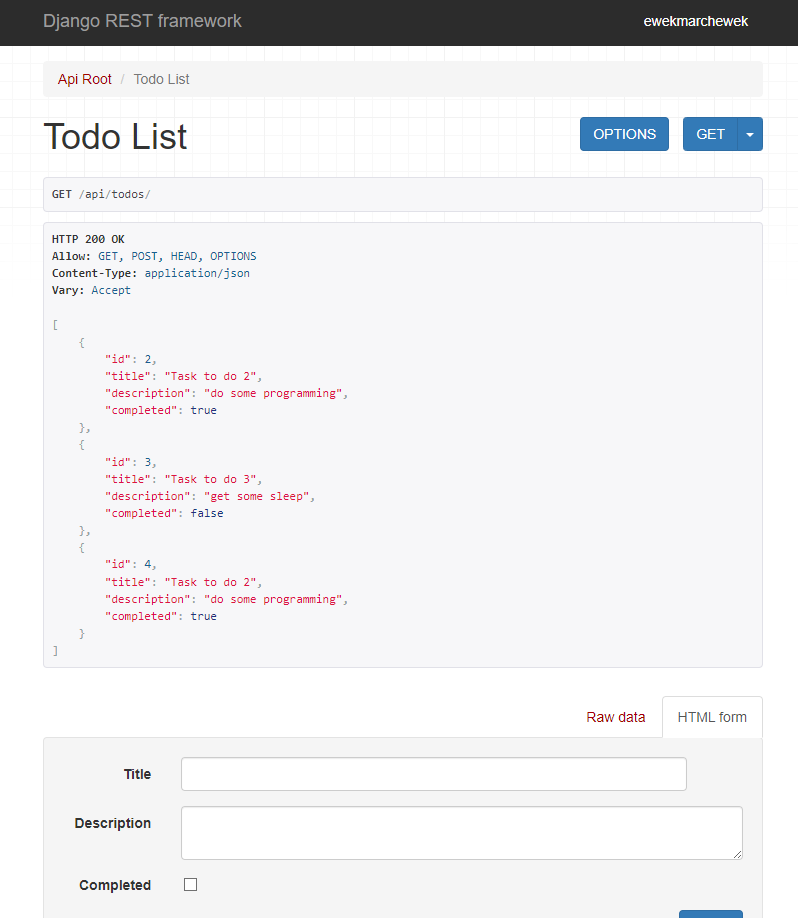 Django REST framework
ewekmarchewek
Api Root / Todo List
Todo List
OPTIONS
GET
GET /api/todos/
HTTP 200 OK
Allow: GET, POST, HEAD, OPTIONS
Content-Type: application/json
Vary: Accept
[
    {
        "id": 2,
        "title": "Task to do 2",
        "description": "do some programming",
        "completed": true
    },
    {
        "id": 3,
        "title": "Task to do 3",
        "description": "get some sleep",
        "completed": false
    },
    {
        "id": 4,
        "title": "Task to do 2",
        "description": "do some programming",
        "completed": true
    }
]
Raw data
HTML form
Title
Description
Completed